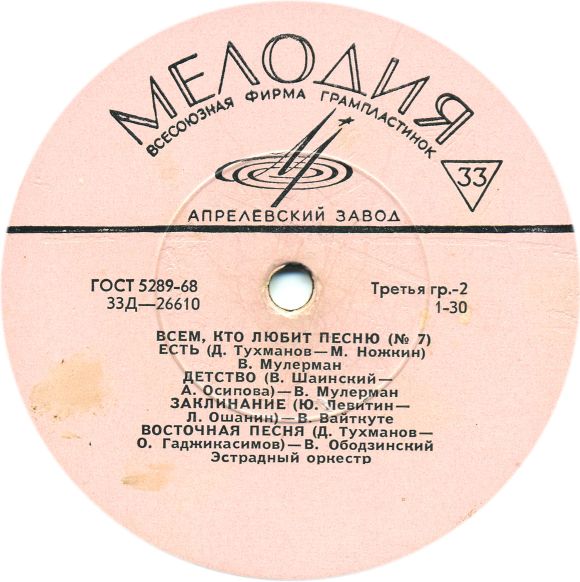 МЕЛОДИЯ
ВСЕСОЮЗНАЯ ФИРМА ГРАМПЛАСТИНОК
33
АПРЕЛЕВСКИЙ ЗАВОД
ГОСТ 5289-68
33Д—26610
Третья гр.-2
1-30
ВСЕМ, КТО ЛЮБИТ ПЕСНЮ (№ 7)
ЕСТЬ (Д. Тухманов—М. Ножкин)
В. Мулерман
ДЕТСТВО (В. Шаинский—
А. Осипова)—В. Мулерман
ЗАКЛИНАНИЕ (Ю. Левитин—
Л. Ошанин)—В. Вайткуте
ВОСТОЧНАЯ ПЕСНЯ (Д. Тухманов—
О. Гаджикасимов)—В. Ободзинский
Эстрадный оркестр